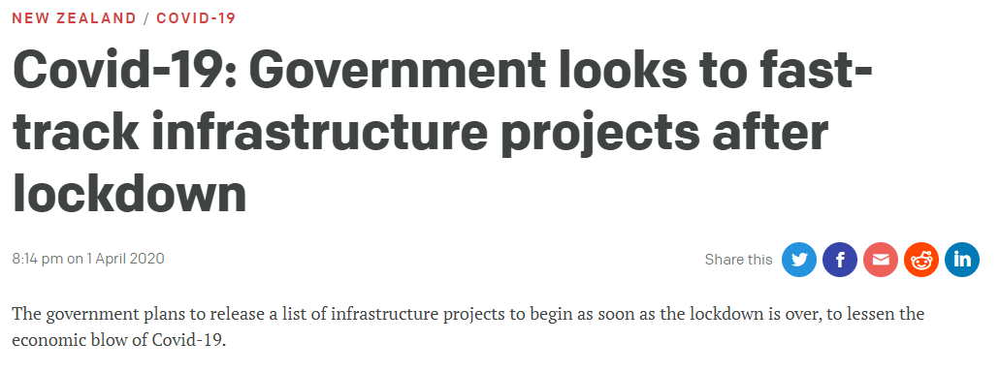 NEW ZEALAND / COVID-19
Covid-19: Government looks to fast-
track infrastructure projects after
lockdown
8:14 pm on 1 April 2020
Share this
The government plans to release a list of infrastructure projects to begin as soon as the lockdown is over, to lessen the
economic blow of Covid-19.